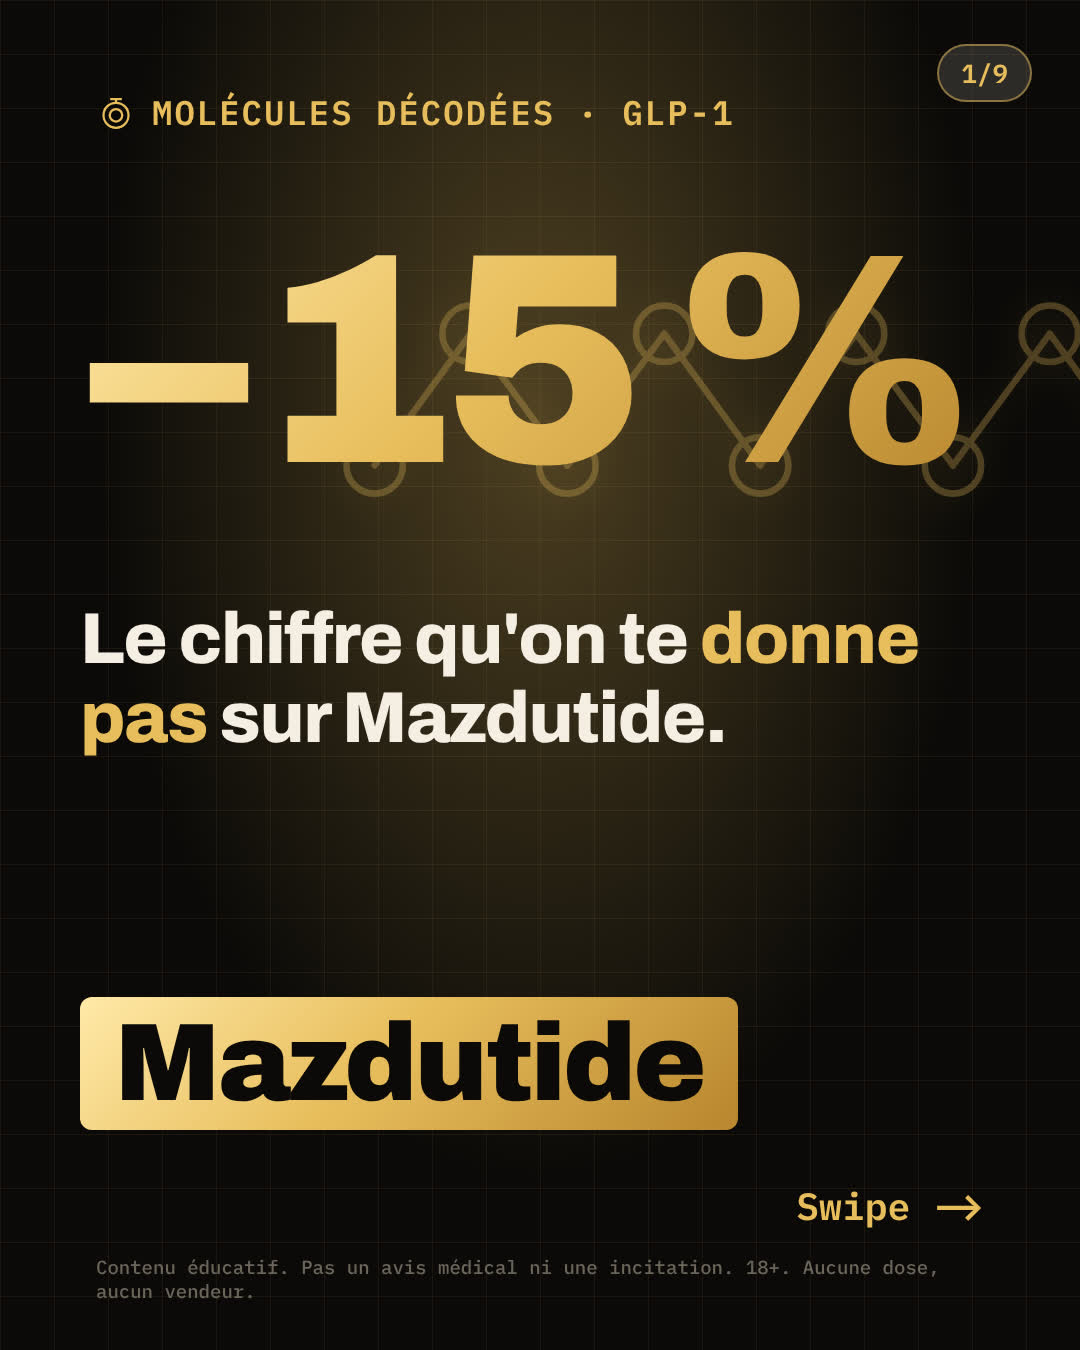 1/9
MOLÉCULES DÉCODÉES · GLP-1
–15%
Le chiffre qu'on te donne
pas sur Mazdutide.
Mazdutide
Swipe →
Contenu éducatif. Pas un avis médical ni une incitation. 18+. Aucune dose,
aucun vendeur.